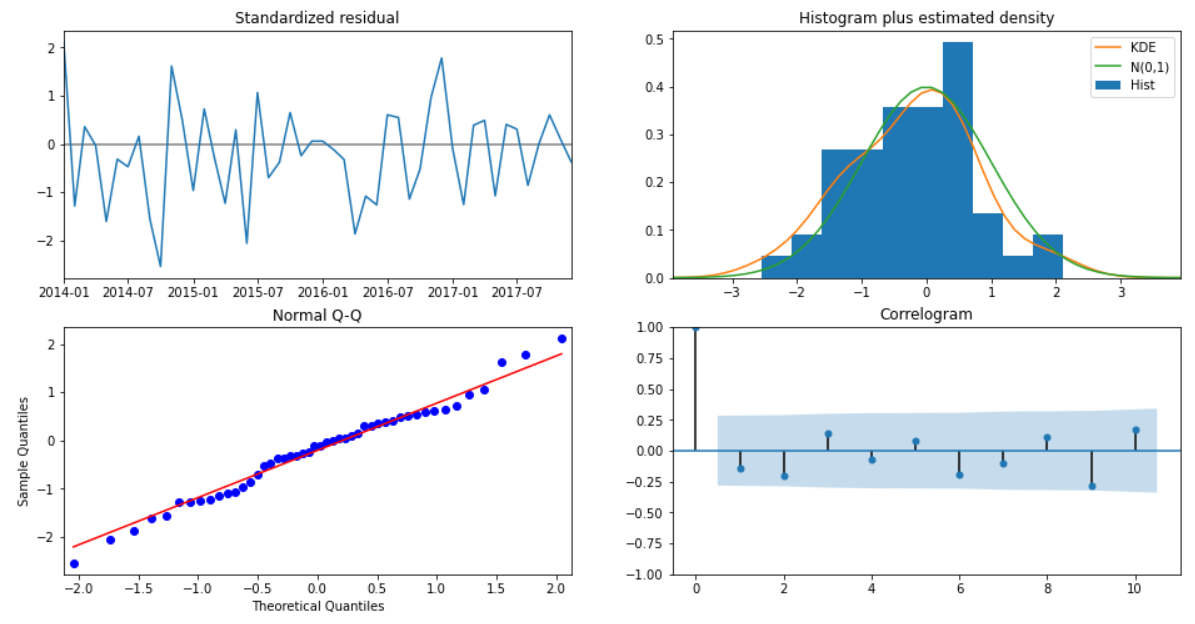 Standardized residual
2
1
0
−1
−2
2014-01 2014-07 2015-01 2015-07 2016-01 2016-07 2017-01 2017-07
Histogram plus estimated density
0.5
0.4
0.3
0.2
0.1
0.0
KDE
N(0,1)
Hist
−3 −2 −1 0 1 2 3
Normal Q-Q
Sample Quantiles
2
1
0
−1
−2
−2.0 −1.5 −1.0 −0.5 0.0 0.5 1.0 1.5 2.0
Theoretical Quantiles
Correlogram
1.00
0.75
0.50
0.25
0.00
−0.25
−0.50
−0.75
−1.00
0 2 4 6 8 10